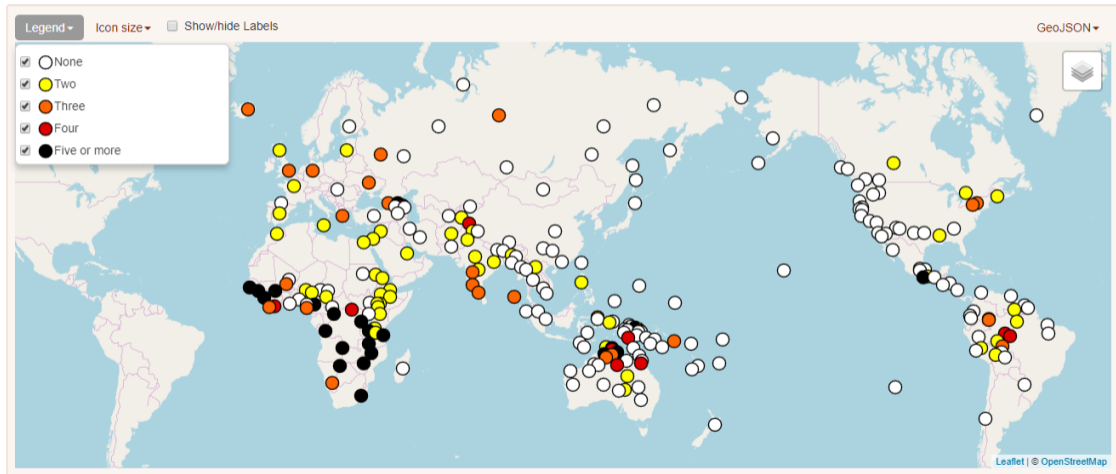 Legend Icon size Show/hide Labels GeoJSON
None
Two
Three
Four
Five or more
Leaflet | © OpenStreetMap